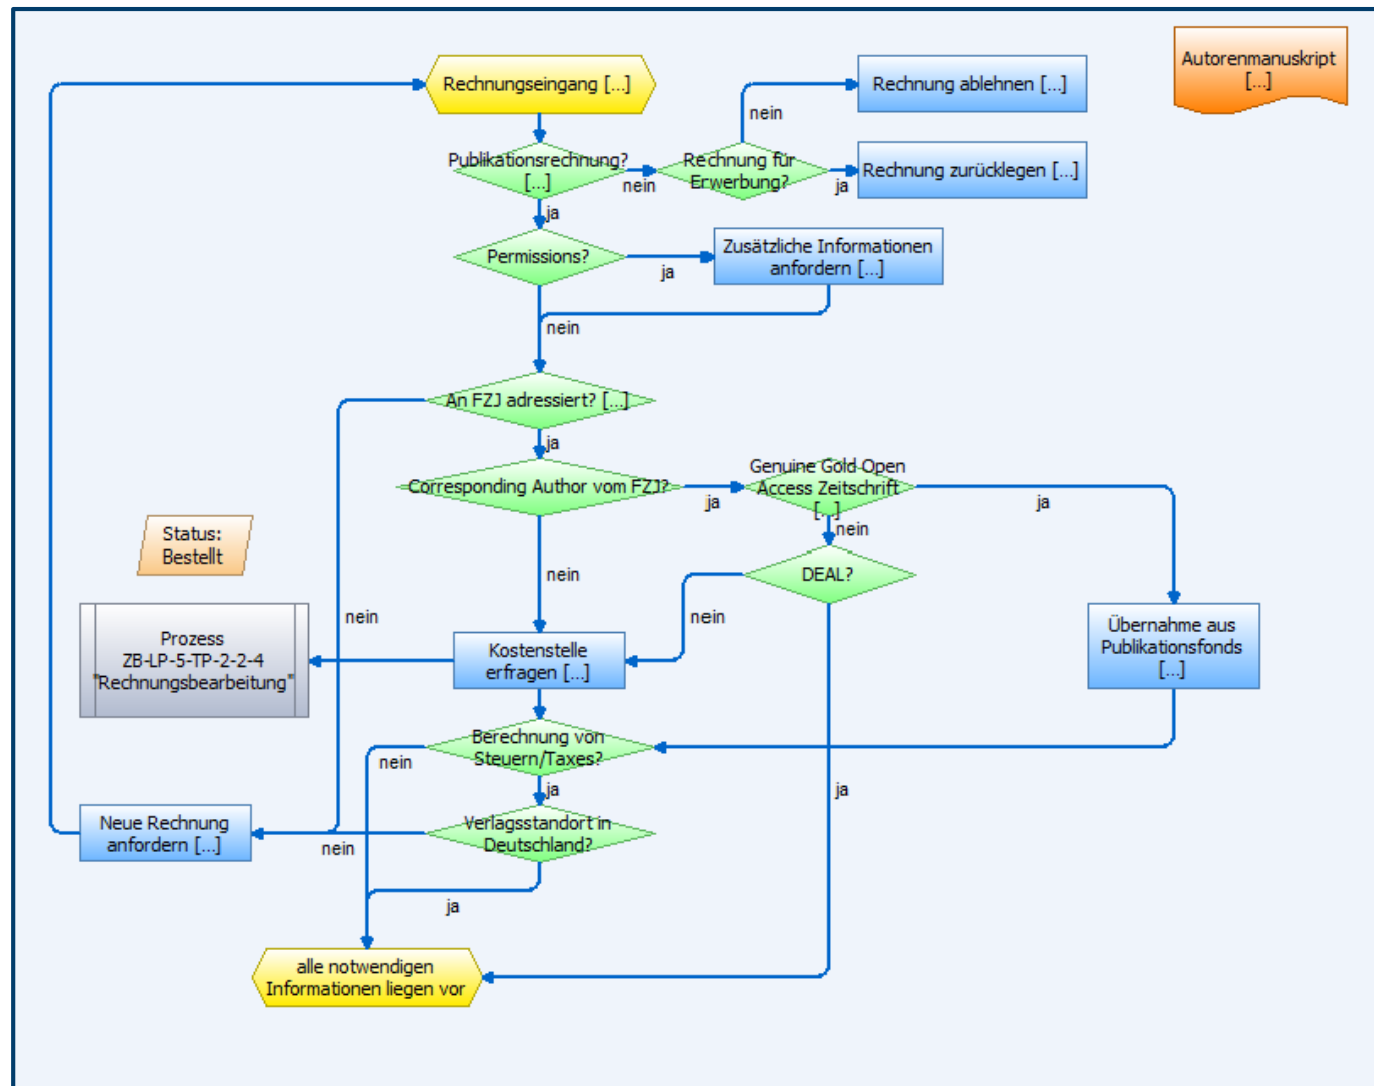 Autorenmanuskript
[...]
Rechnungseingang [...]
Rechnung ablehnen [...]
nein
Publikationsrechnung?
[...]
nein
Rechnung für
Erwerbung?
ja
Rechnung zurücklegen [...]
ja
Permissions?
ja
Zusätzliche Informationen
anfordern [...]
nein
An FZJ adressiert? [...]
ja
Corresponding Author vom FZJ?
ja
Genuine Gold Open
Access Zeitschrift
[...]
ja
nein
Status:
Bestellt
nein
DEAL?
nein
nein
Prozess
ZB-LP-5-TP-2-2-4
"Rechnungsbearbeitung"
Kostenstelle
erfragen [...]
Übernahme aus
Publikationsfonds
[...]
Berechnung von
Steuern/Taxes?
nein
ja
ja
Neue Rechnung
anfordern [...]
nein
Verlagsstandort in
Deutschland?
ja
alle notwendigen
Informationen liegen vor